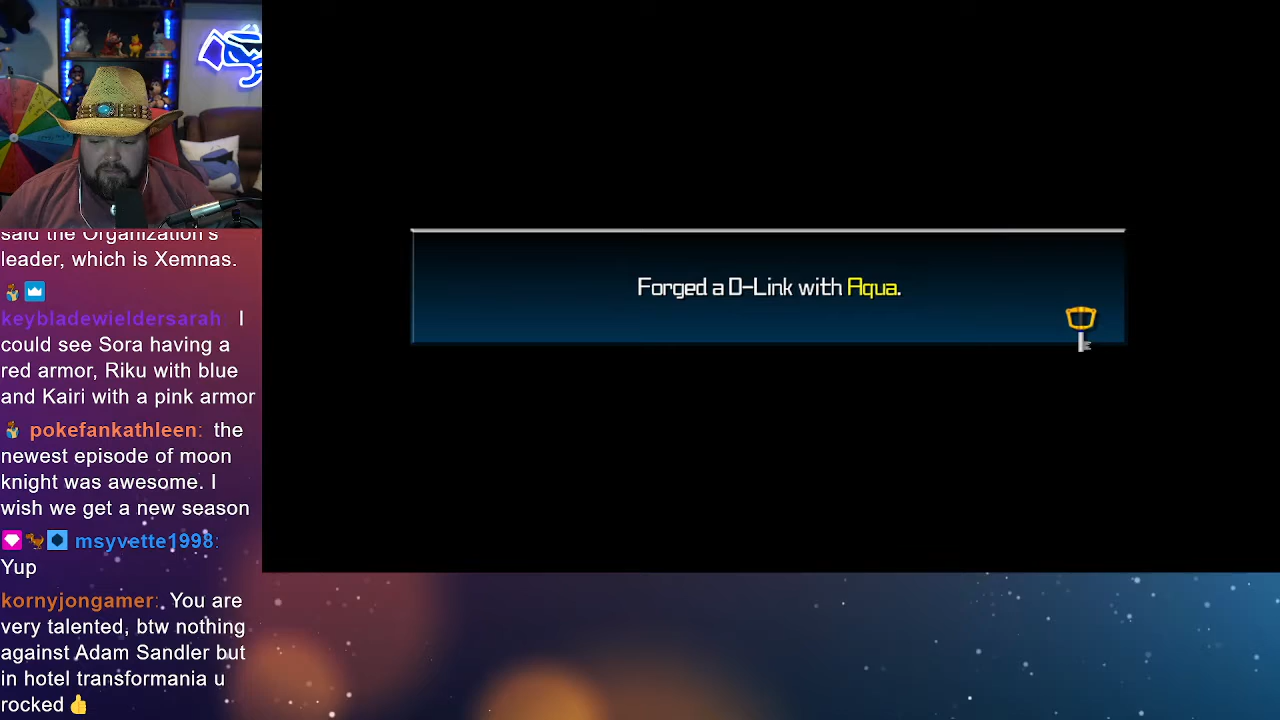 said the Organization's
leader, which is Xemnas.
keybladewieldersarah: I
could see Sora having a
red armor, Riku with blue
and Kairi with a pink armor
pokefankathleen: the
newest episode of moon
knight was awesome. I
wish we get a new season
msyvette1998:
Yup
kornyjongamer: You are
very talented, btw nothing
against Adam Sandler but
in hotel transformania u
rocked👍
Forged a D-Link with Aqua.